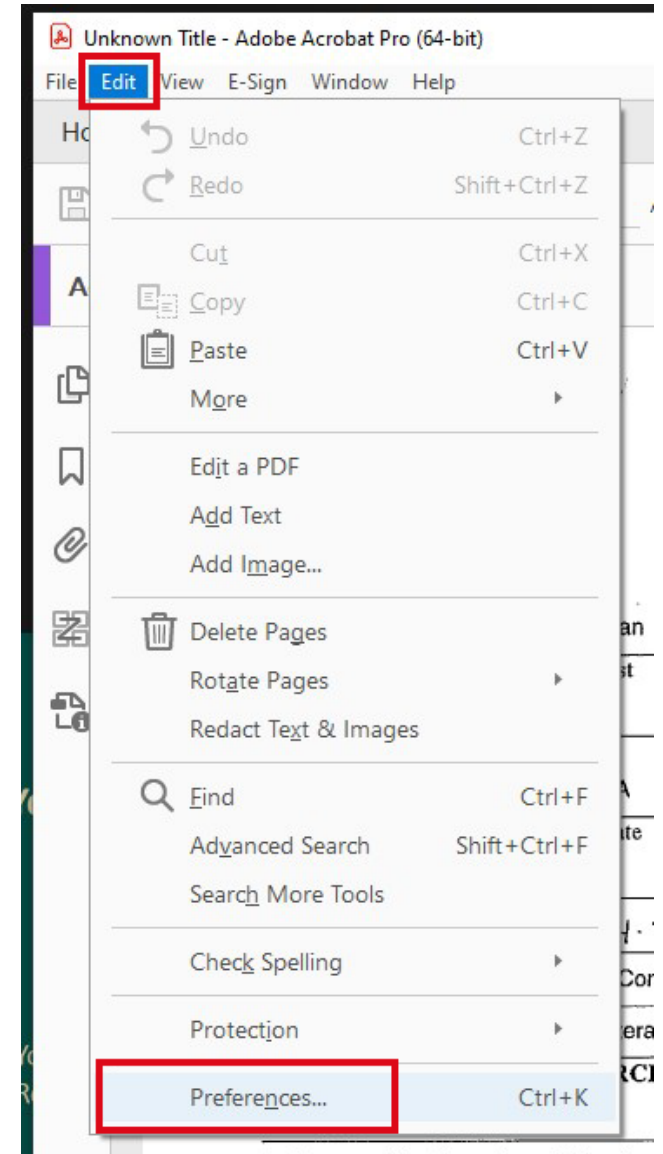 Unknown Title - Adobe Acrobat Pro (64-bit)
File Edit View E-Sign Window Help
Undo Ctrl+Z
Redo Shift+Ctrl+Z
Cut Ctrl+X
Copy Ctrl+C
Paste Ctrl+V
More
Edit a PDF
Add Text
Add Image...
Delete Pages
Rotate Pages
Redact Text & Images
Find Ctrl+F
Advanced Search Shift+Ctrl+F
Search More Tools
Check Spelling
Protection
Preferences... Ctrl+K